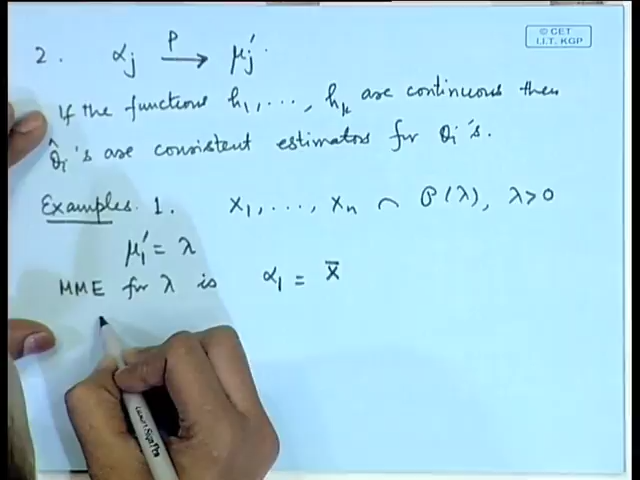 © CET
I.I.T. KGP
2. αj —P→ μj′.
If the functions h1, ..., hk are continuous then
θ̂i's are consistent estimators for θi's.
Examples. 1. X1, ..., Xn ∩ P(λ), λ>0
μ1′ = λ
MME for λ is α1 = X̄